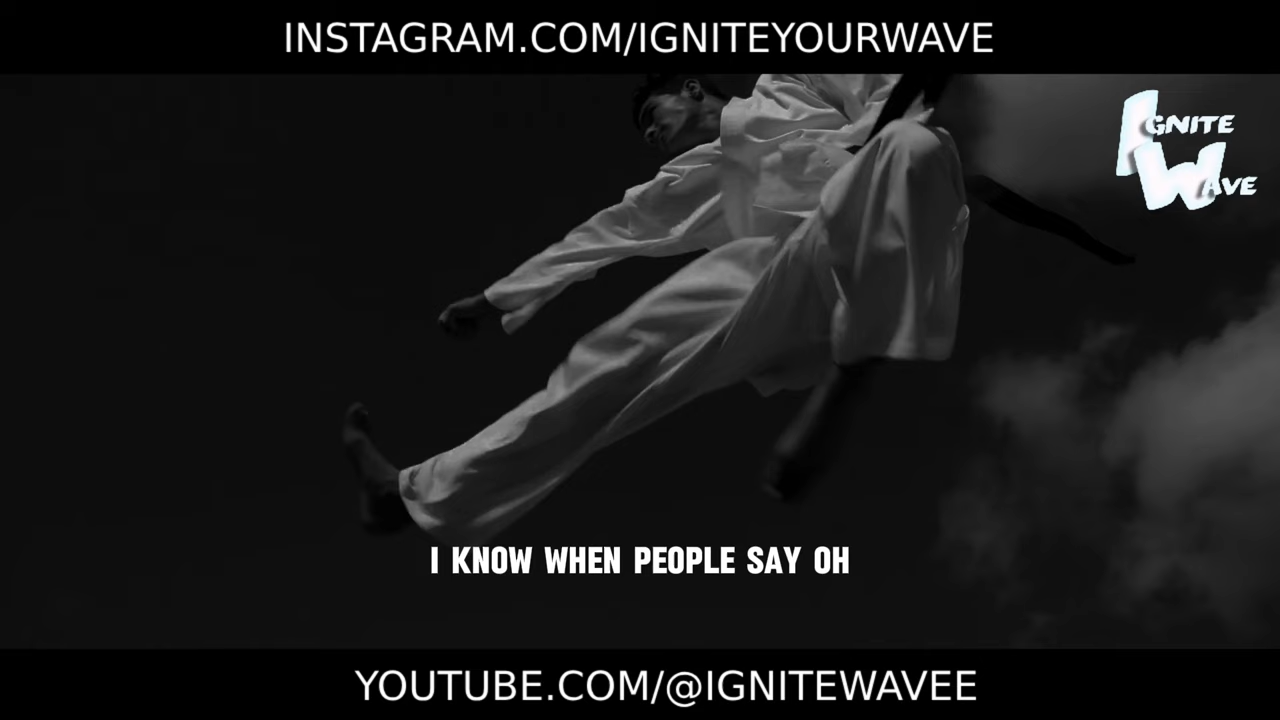 INSTAGRAM.COM/IGNITEYOURWAVE
IGNITE
WAVE
I KNOW WHEN PEOPLE SAY OH
YOUTUBE.COM/@IGNITEWAVEE